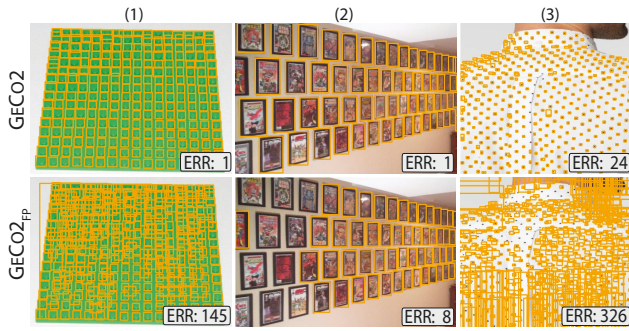 (1) (2) (3)
GECO2
ERR: 1 ERR: 1 ERR: 24
GECO2FP
ERR: 145 ERR: 8 ERR: 326